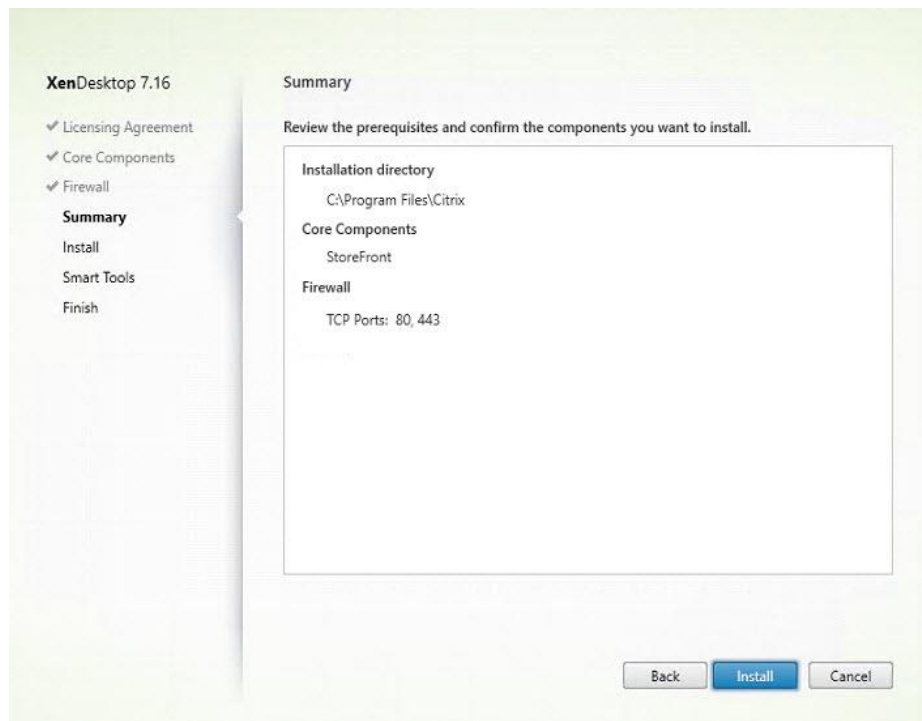 XenDesktop 7.16
Licensing Agreement
Core Components
Firewall
Summary
Install
Smart Tools
Finish
Summary
Review the prerequisites and confirm the components you want to install.
Installation directory
C:\Program Files\Citrix
Core Components
StoreFront
Firewall
TCP Ports: 80, 443
Back
Install
Cancel